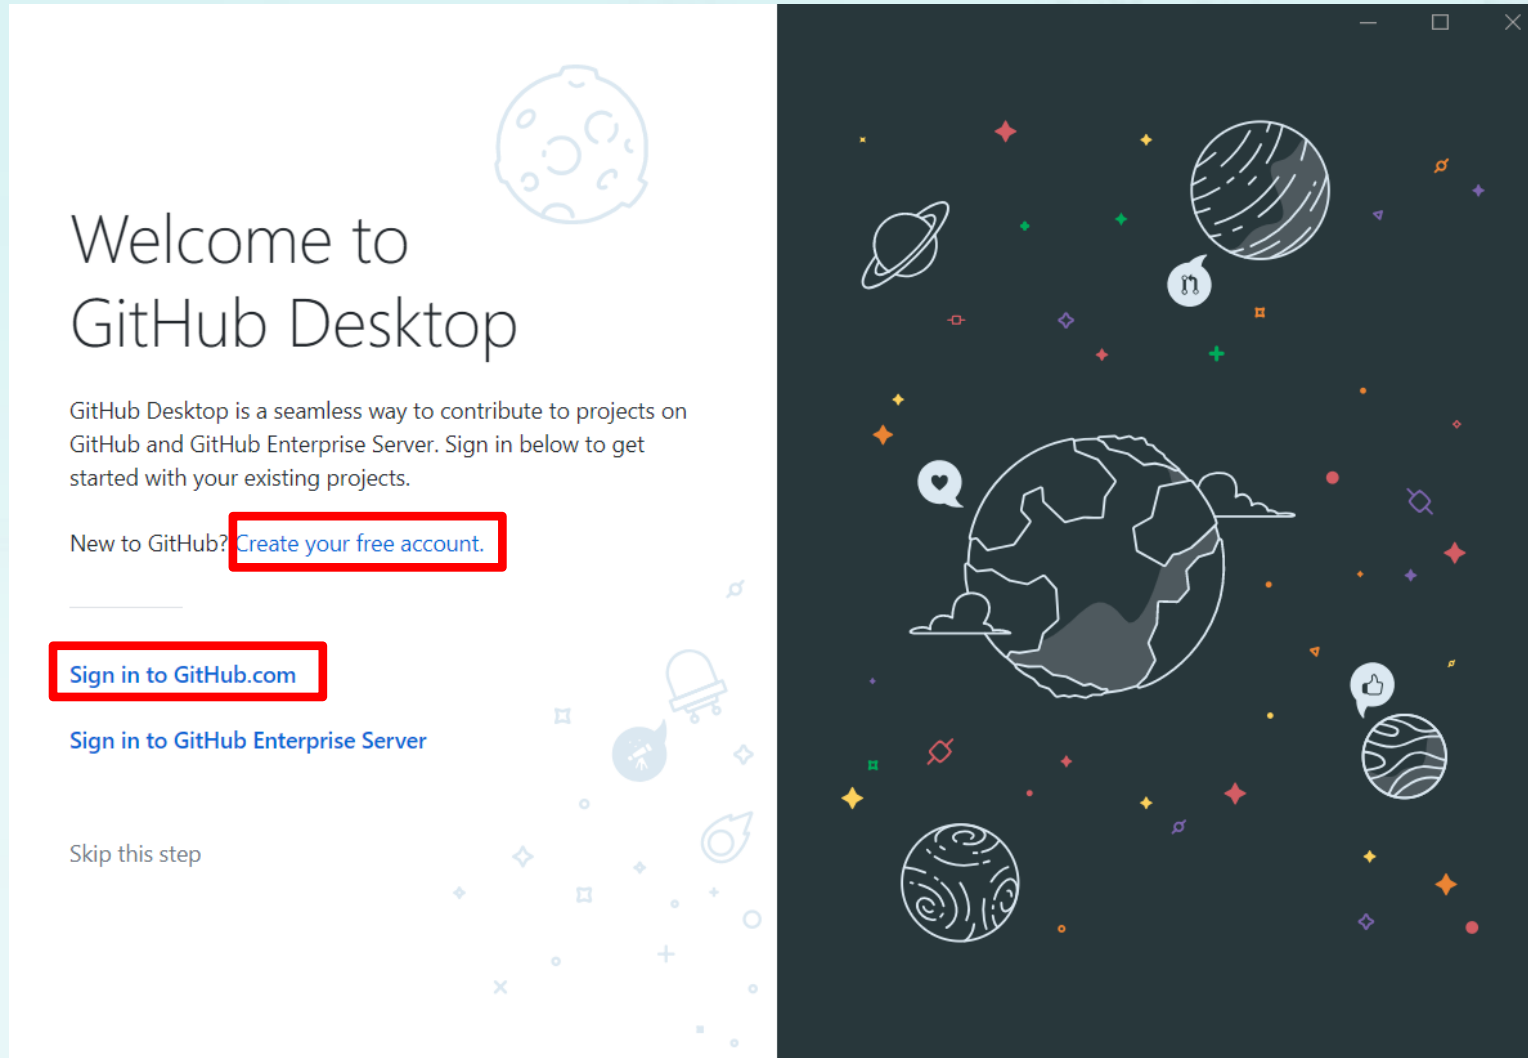 Welcome to
GitHub Desktop
GitHub Desktop is a seamless way to contribute to projects on
GitHub and GitHub Enterprise Server. Sign in below to get
started with your existing projects.
New to GitHub? Create your free account.
Sign in to GitHub.com
Sign in to GitHub Enterprise Server
Skip this step